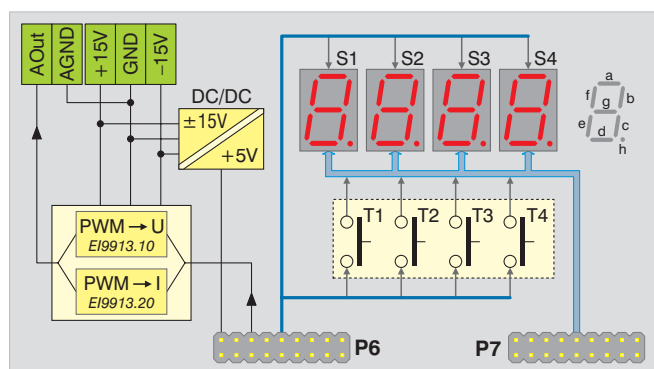 AOut
AGND
+15V
GND
−15V
DC/DC
±15V
+5V
PWM → U
EI9913.10
PWM → I
EI9913.20
S1 S2 S3 S4
a
f g b
e d c
h
T1 T2 T3 T4
P6
P7